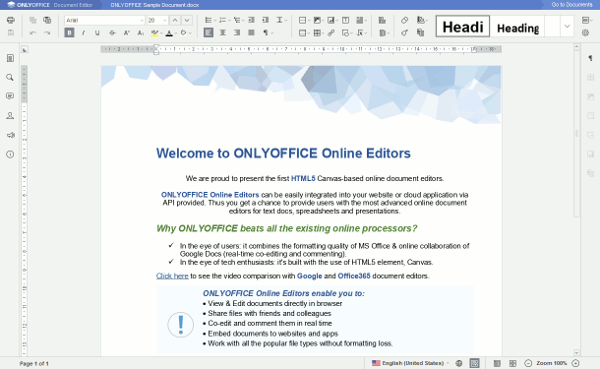 ONLYOFFICE Document Editor ONLYOFFEE Sample Document.docx Go to Documents
Arial 20 Headi Heading
Welcome to ONLYOFFICE Online Editors
We are proud to present the first HTML5 Canvas-based online document editors.
ONLYOFFICE Online Editors can be easily integrated into your website or cloud application via
API provided. Thus you get a chance to provide users with the most advanced online document
editors for text docs, spreadsheets and presentations.
Why ONLYOFFICE beats all the existing online processors?
✓ In the eye of users: it combines the formatting quality of MS Office & online collaboration of
Google Docs (real-time co-editing and commenting).
✓ In the eye of tech enthusiasts: it's built with the use of HTML5 element, Canvas.
Click here to see the video comparison with Google and Office365 document editors.
ONLYOFFICE Online Editors enable you to:
• View & Edit documents directly in browser
• Share files with friends and colleagues
• Co-edit and comment them in real time
• Embed documents to websites and apps
• Work with all the popular file types without formatting loss.
Page 1 of 1 English (United States) Zoom 100%